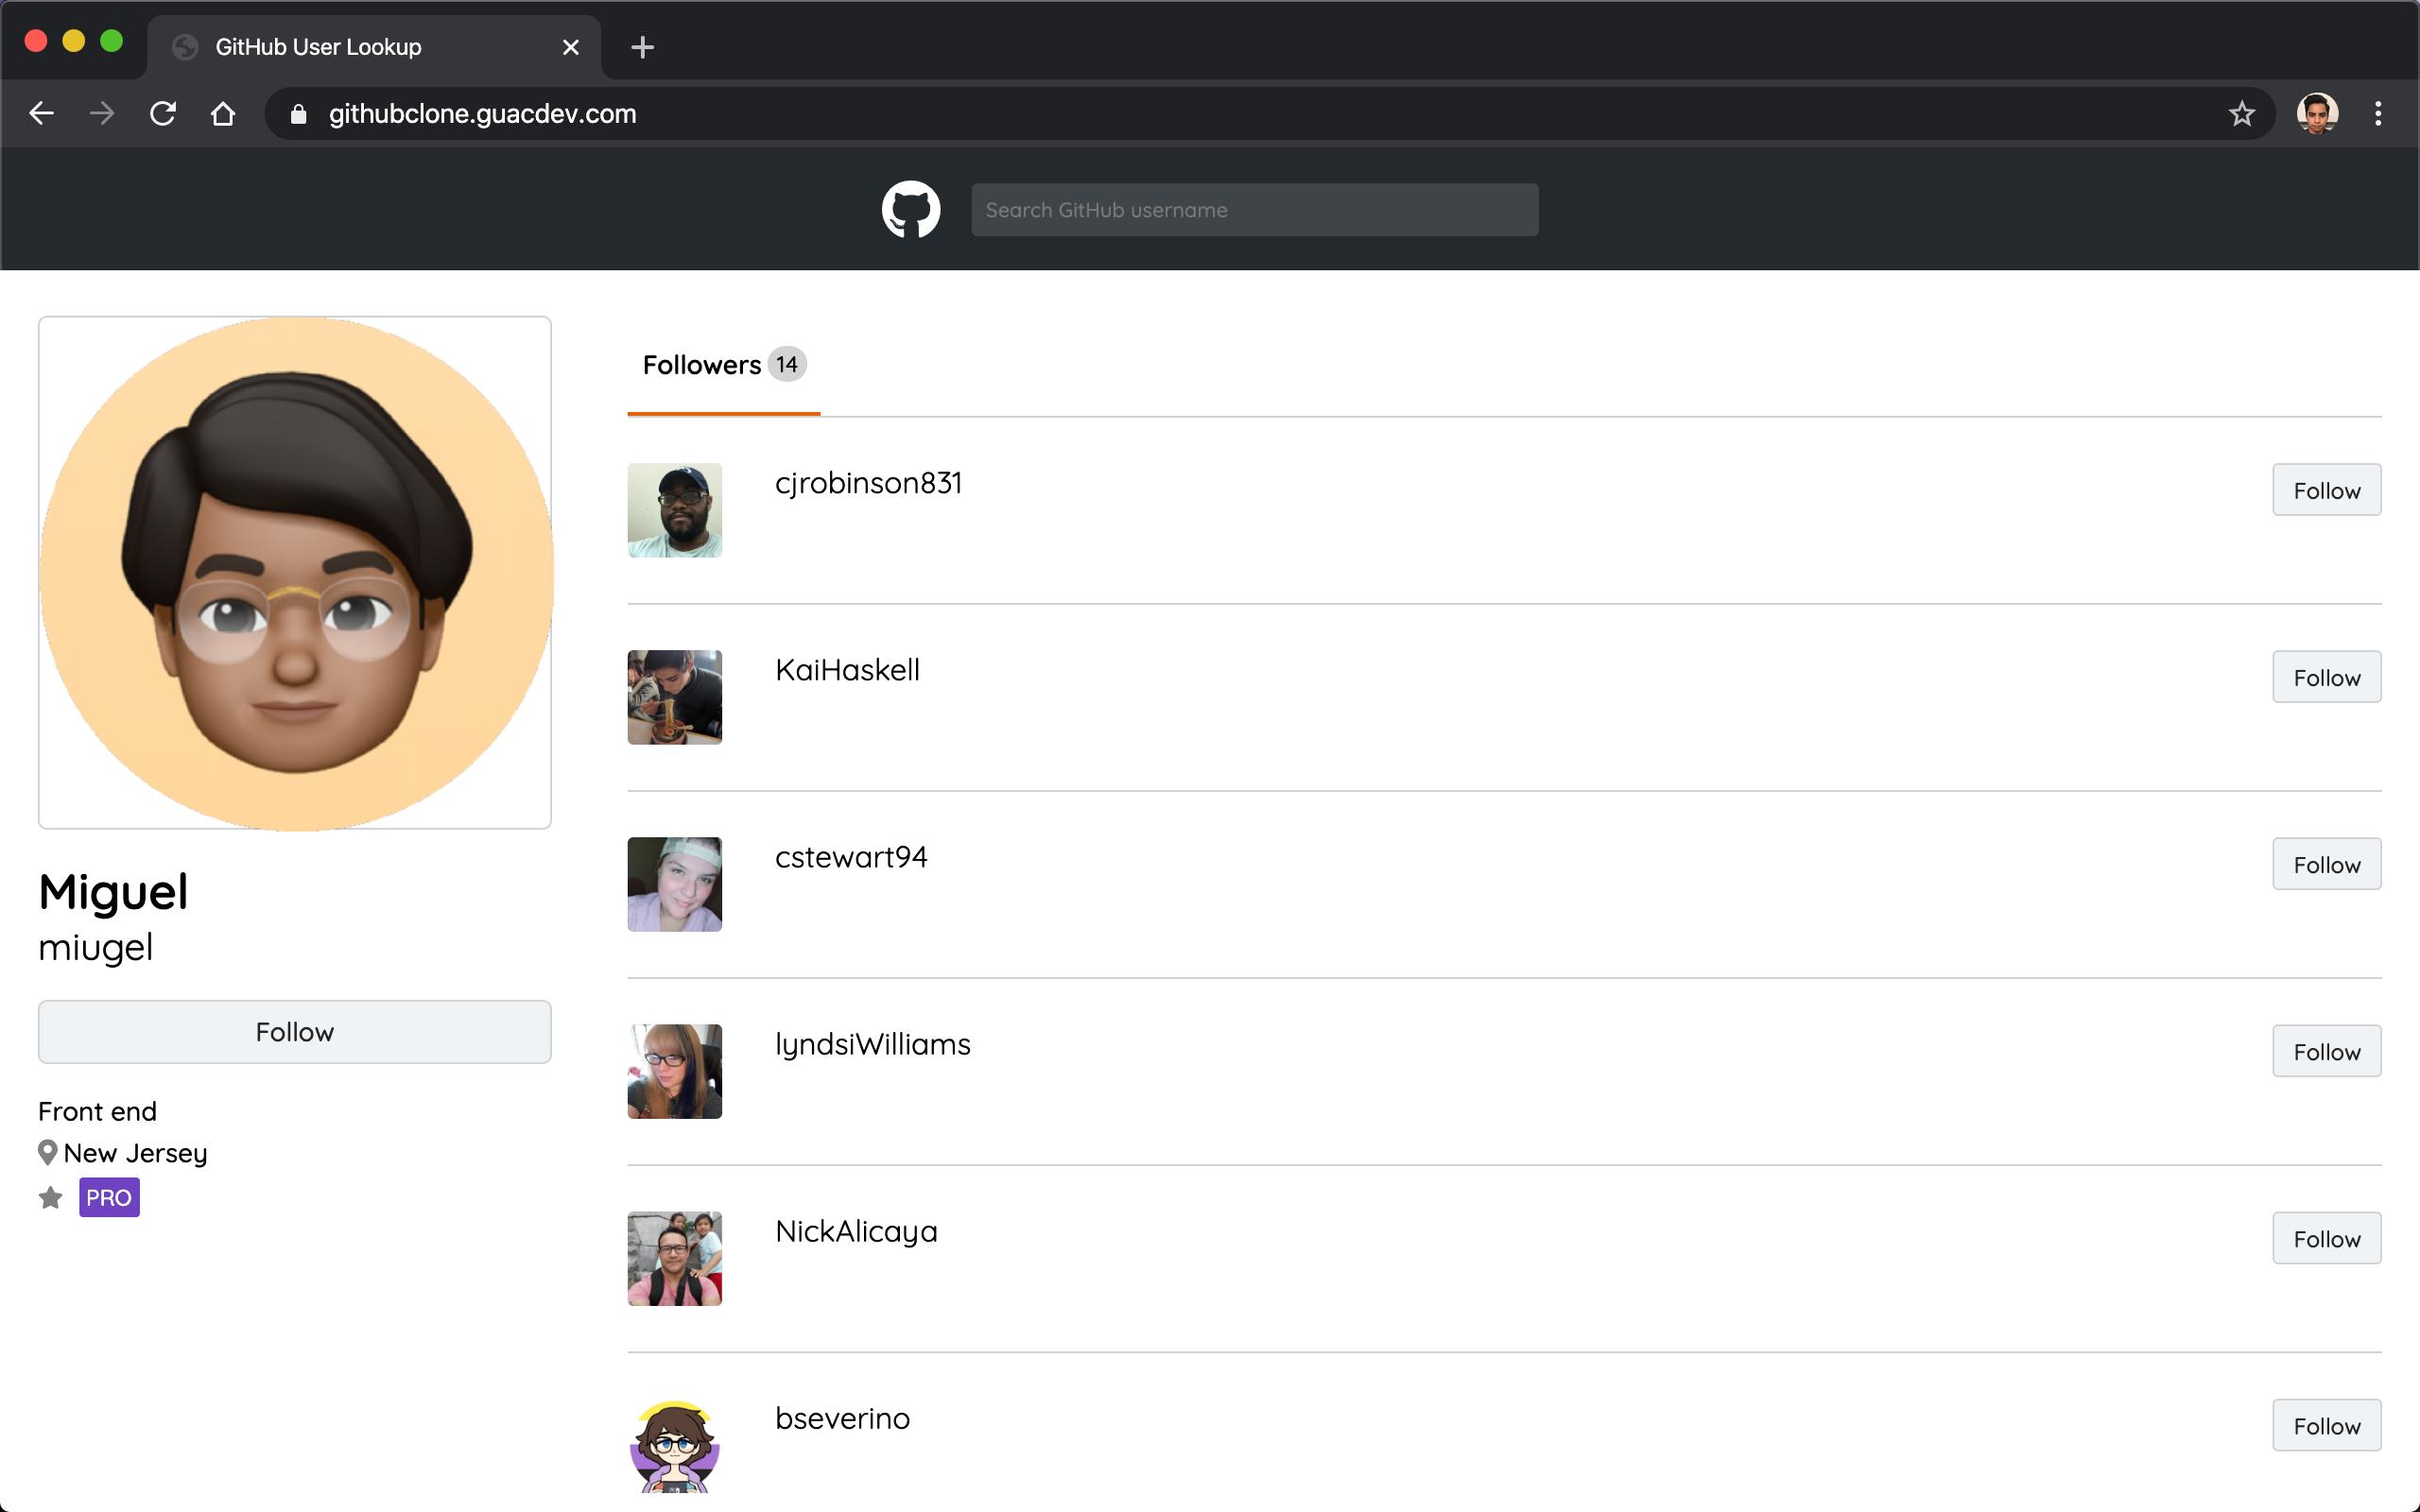 GitHub User Lookup
githubclone.guacdev.com
Search GitHub username
Followers 14
cjrobinson831
Follow
KaiHaskell
Follow
cstewart94
Follow
lyndsiWilliams
Follow
NickAlicaya
Follow
bseverino
Follow
Miguel
miugel
Follow
Front end
New Jersey
PRO